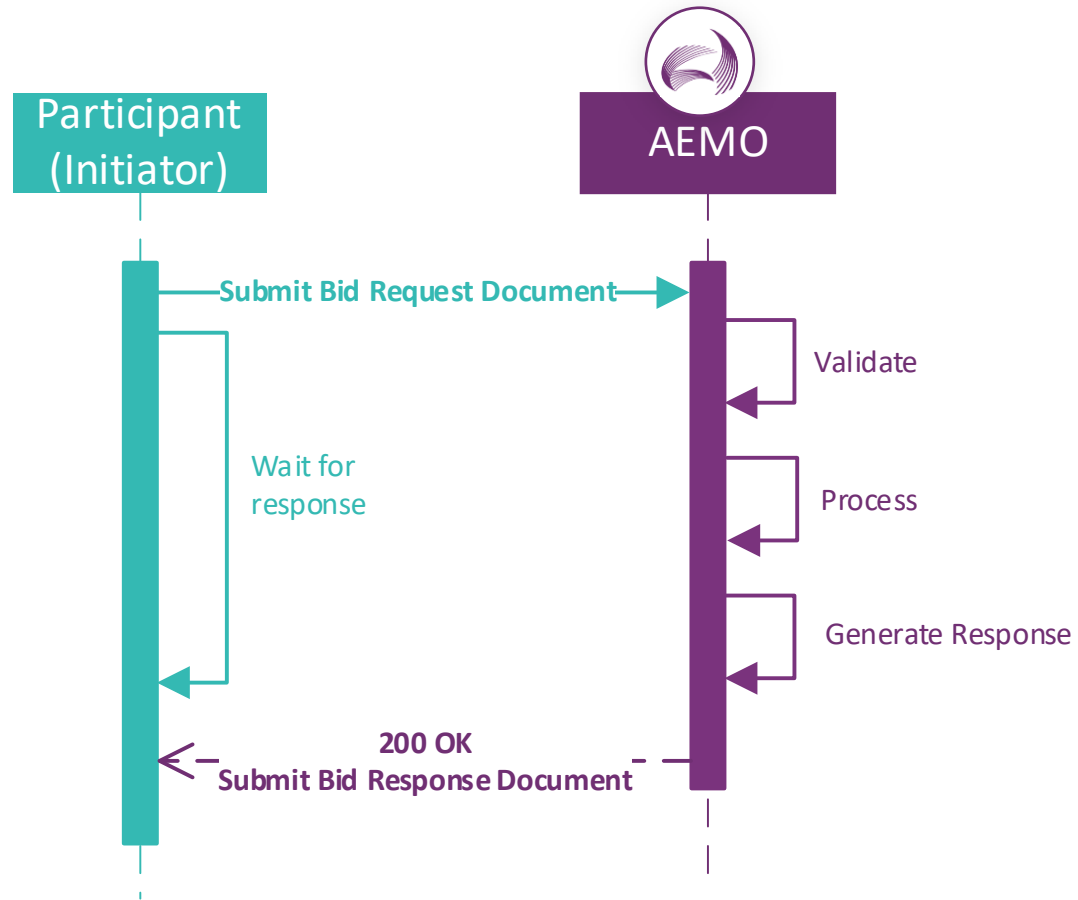 Participant
(Initiator)
AEMO
Submit Bid Request Document
Validate
Wait for
response
Process
Generate Response
200 OK
Submit Bid Response Document